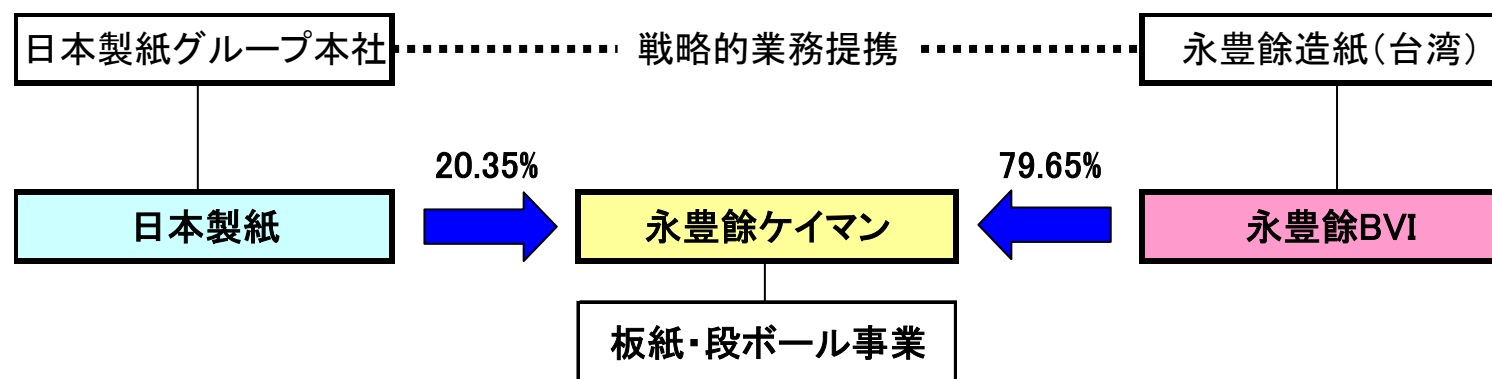 日本製紙グループ本社
戦略的業務提携
永豊餘造紙(台湾)
20.35%
79.65%
日本製紙
永豊餘ケイマン
永豊餘BVI
板紙・段ボール事業